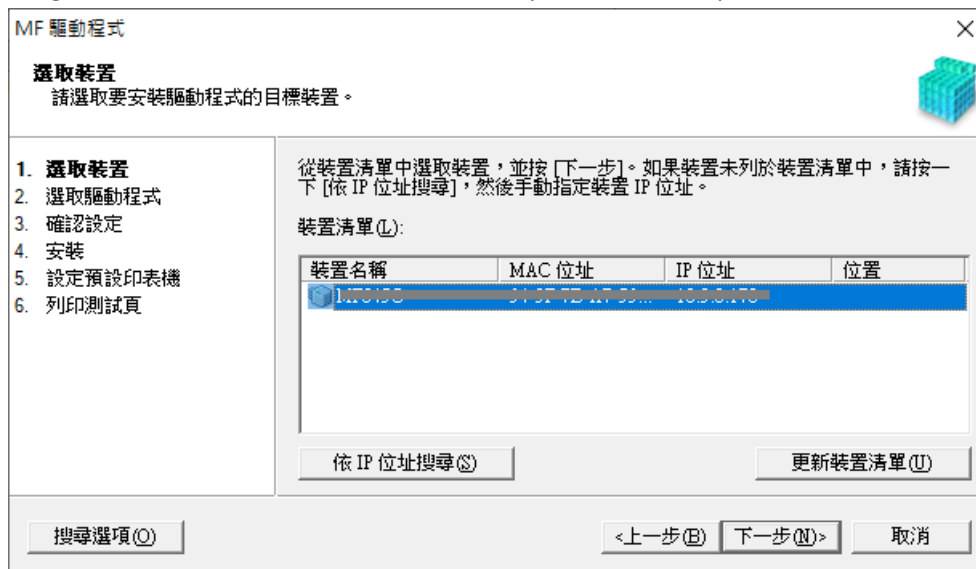 MF 驅動程式
選取裝置
請選取要安裝驅動程式的目標裝置。
1. 選取裝置
2. 選取驅動程式
3. 確認設定
4. 安裝
5. 設定預設印表機
6. 列印測試頁
從裝置清單中選取裝置，並按 [下一步]。如果裝置未列於裝置清單中，請按一
下 [依 IP 位址搜尋]，然後手動指定裝置 IP 位址。
裝置清單(L):
裝置名稱 MAC 位址 IP 位址 位置
依 IP 位址搜尋(S) 更新裝置清單(U)
搜尋選項(O) <上一步(B) 下一步(N)> 取消